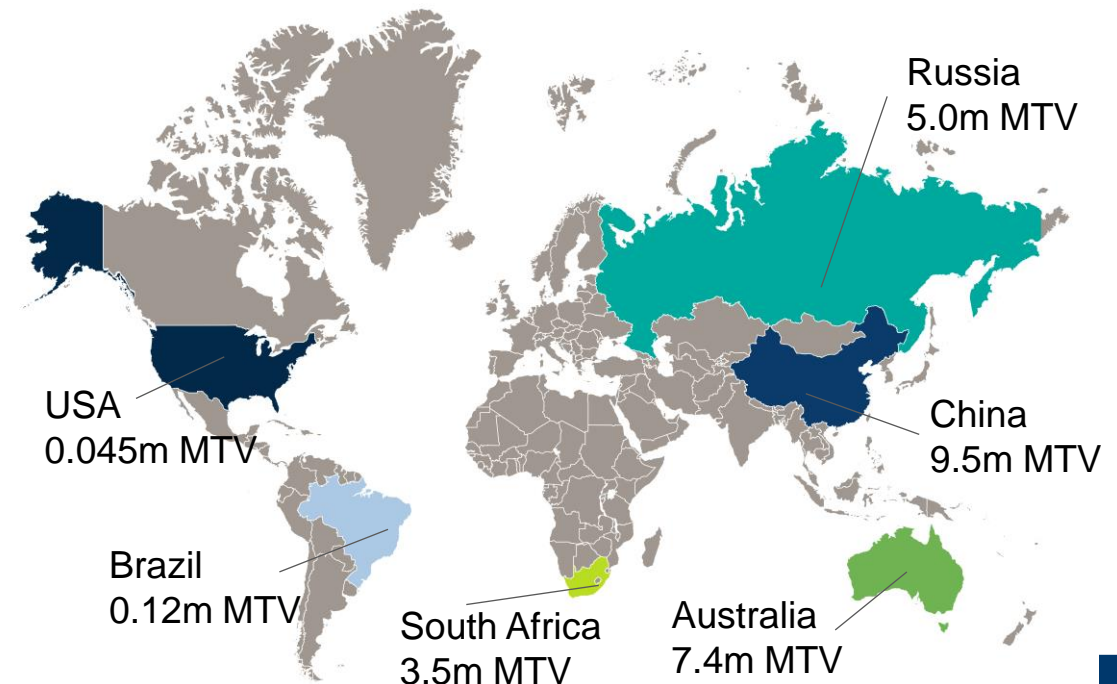 Russia
5.0m MTV
USA
0.045m MTV
China
9.5m MTV
Brazil
0.12m MTV
South Africa
3.5m MTV
Australia
7.4m MTV